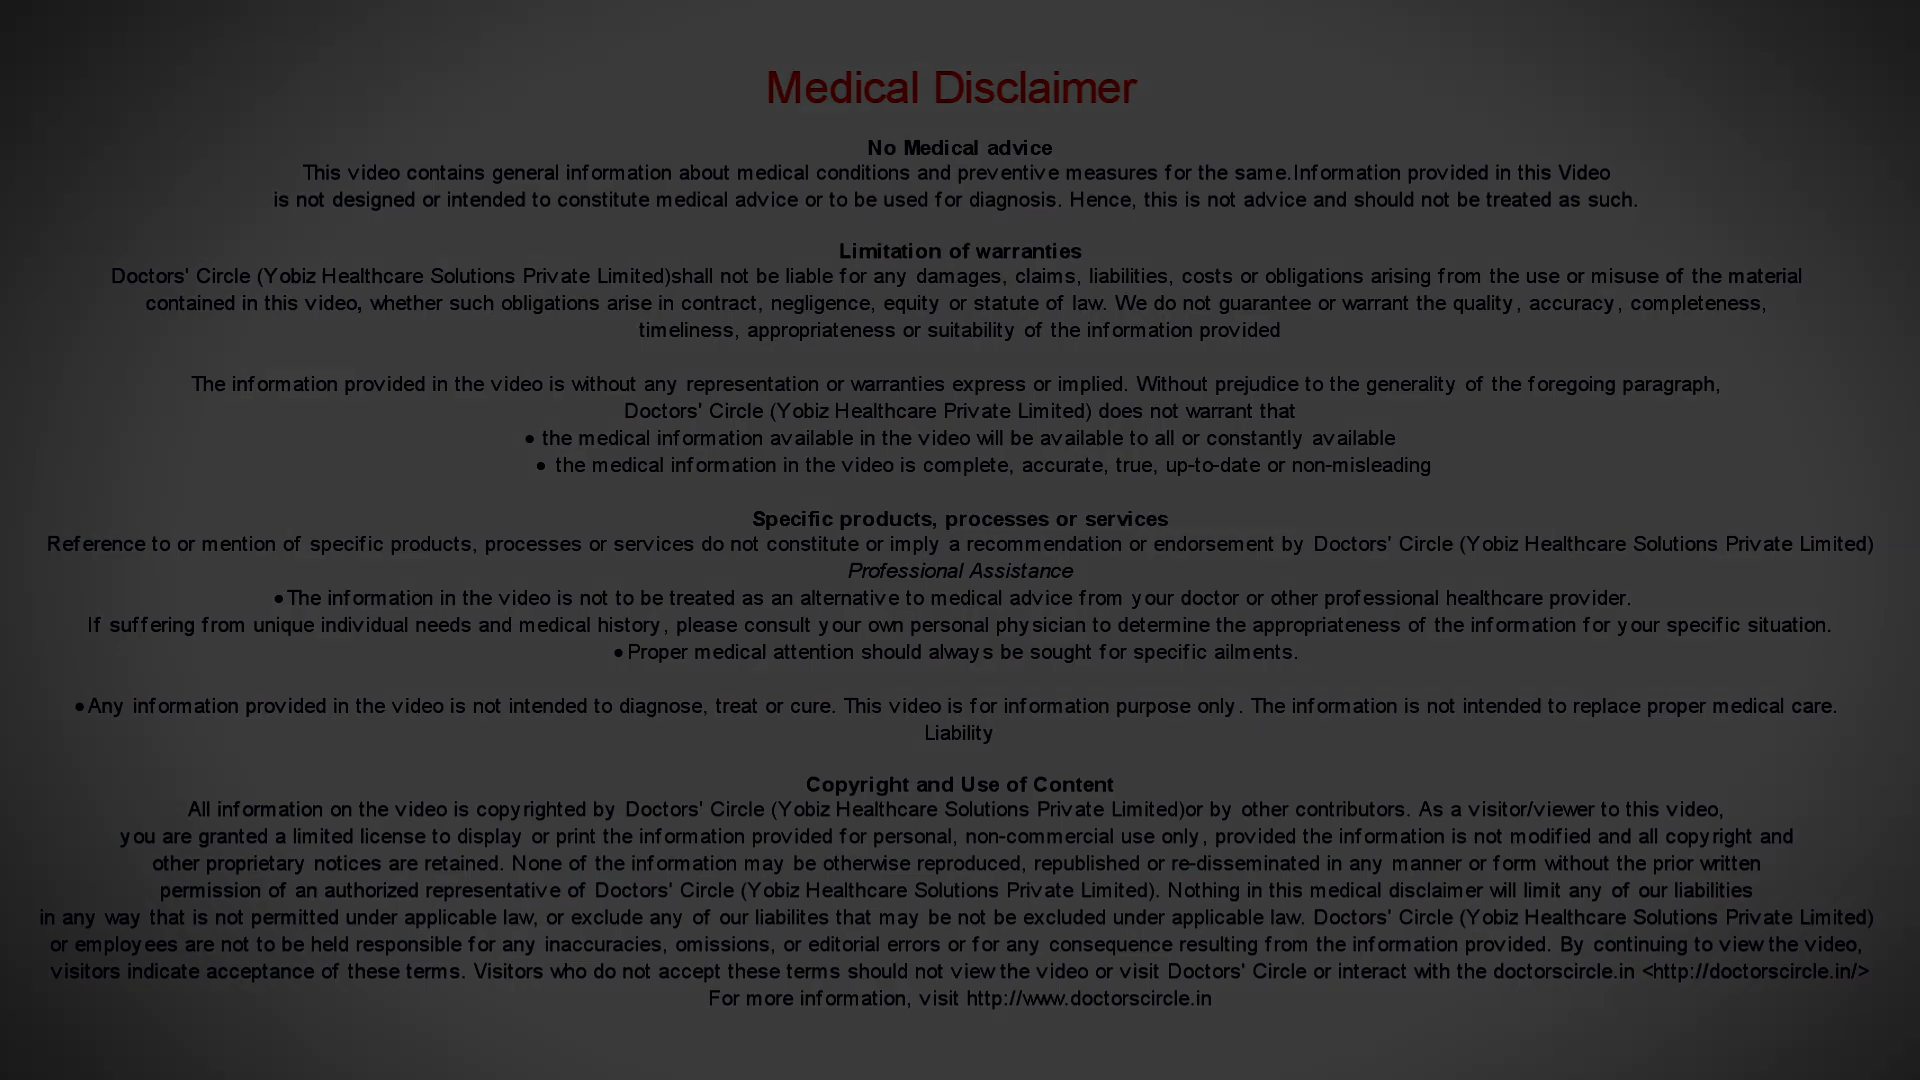 Medical Disclaimer
No Medical advice
This video contains general information about medical conditions and preventive measures for the same.Information provided in this Video
is not designed or intended to constitute medical advice or to be used for diagnosis. Hence, this is not advice and should not be treated as such.
Limitation of warranties
Doctors' Circle (Yobiz Healthcare Solutions Private Limited)shall not be liable for any damages, claims, liabilities, costs or obligations arising from the use or misuse of the material
contained in this video, whether such obligations arise in contract, negligence, equity or statute of law. We do not guarantee or warrant the quality, accuracy, completeness,
timeliness, appropriateness or suitability of the information provided
The information provided in the video is without any representation or warranties express or implied. Without prejudice to the generality of the foregoing paragraph,
Doctors' Circle (Yobiz Healthcare Private Limited) does not warrant that
• the medical information available in the video will be available to all or constantly available
• the medical information in the video is complete, accurate, true, up-to-date or non-misleading
Specific products, processes or services
Reference to or mention of specific products, processes or services do not constitute or imply a recommendation or endorsement by Doctors' Circle (Yobiz Healthcare Solutions Private Limited)
Professional Assistance
•The information in the video is not to be treated as an alternative to medical advice from your doctor or other professional healthcare provider.
If suffering from unique individual needs and medical history, please consult your own personal physician to determine the appropriateness of the information for your specific situation.
•Proper medical attention should always be sought for specific ailments.
•Any information provided in the video is not intended to diagnose, treat or cure. This video is for information purpose only. The information is not intended to replace proper medical care.
Liability
Copyright and Use of Content
All information on the video is copyrighted by Doctors' Circle (Yobiz Healthcare Solutions Private Limited)or by other contributors. As a visitor/viewer to this video,
you are granted a limited license to display or print the information provided for personal, non-commercial use only, provided the information is not modified and all copyright and
other proprietary notices are retained. None of the information may be otherwise reproduced, republished or re-disseminated in any manner or form without the prior written
permission of an authorized representative of Doctors' Circle (Yobiz Healthcare Solutions Private Limited). Nothing in this medical disclaimer will limit any of our liabilities
in any way that is not permitted under applicable law, or exclude any of our liabilites that may be not be excluded under applicable law. Doctors' Circle (Yobiz Healthcare Solutions Private Limited)
or employees are not to be held responsible for any inaccuracies, omissions, or editorial errors or for any consequence resulting from the information provided. By continuing to view the video,
visitors indicate acceptance of these terms. Visitors who do not accept these terms should not view the video or visit Doctors' Circle or interact with the doctorscircle.in <http://doctorscircle.in/>
For more information, visit http://www.doctorscircle.in